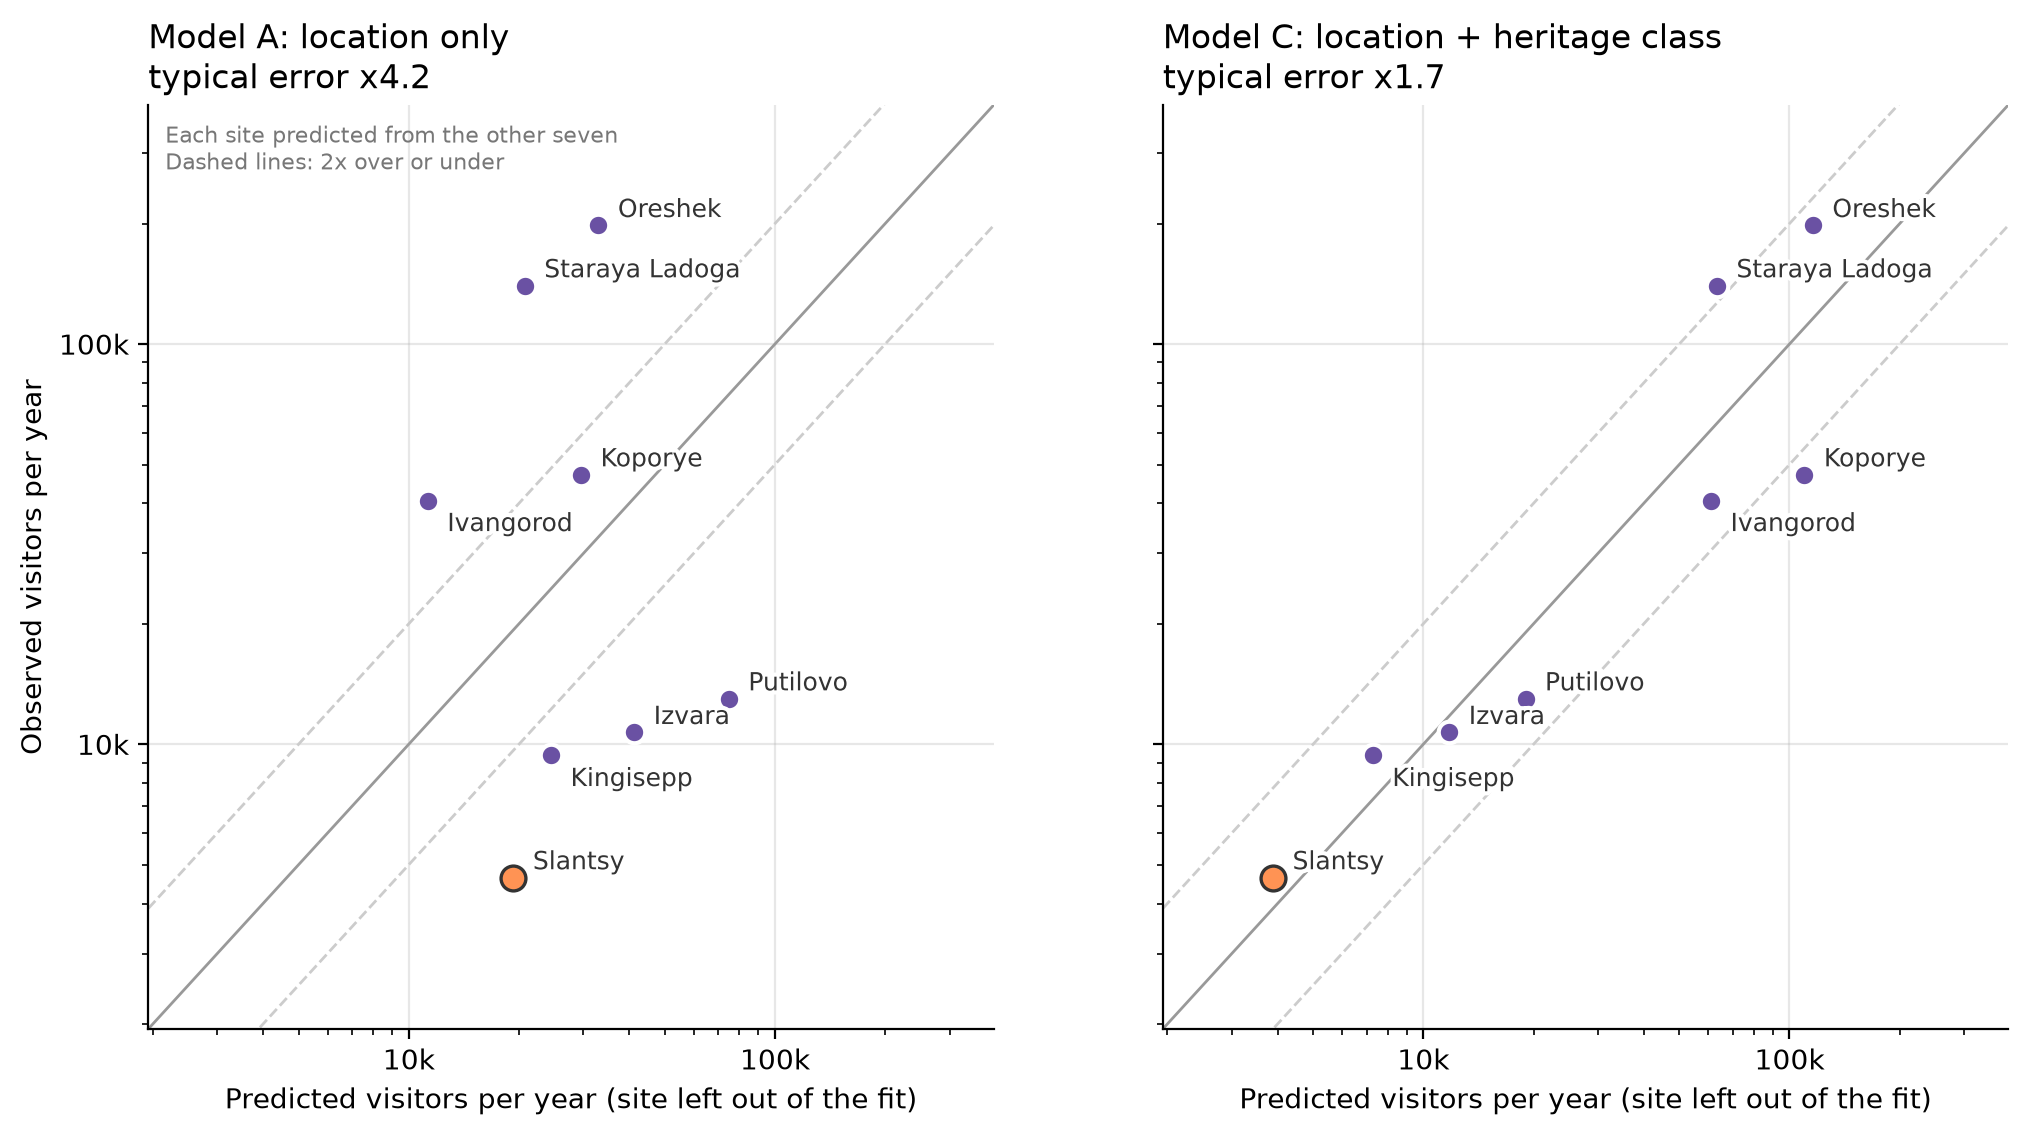 Model A: location only
typical error x4.2
Each site predicted from the other seven
Dashed lines: 2x over or under
Oreshek
Staraya Ladoga
100k
Koporye
Ivangorod
Putilovo
Izvara
10k
Kingisepp
Slantsy
10k
100k
Observed visitors per year
Predicted visitors per year (site left out of the fit)
Model C: location + heritage class
typical error x1.7
Oreshek
Staraya Ladoga
Koporye
Ivangorod
Putilovo
Izvara
Kingisepp
Slantsy
10k
100k
Predicted visitors per year (site left out of the fit)